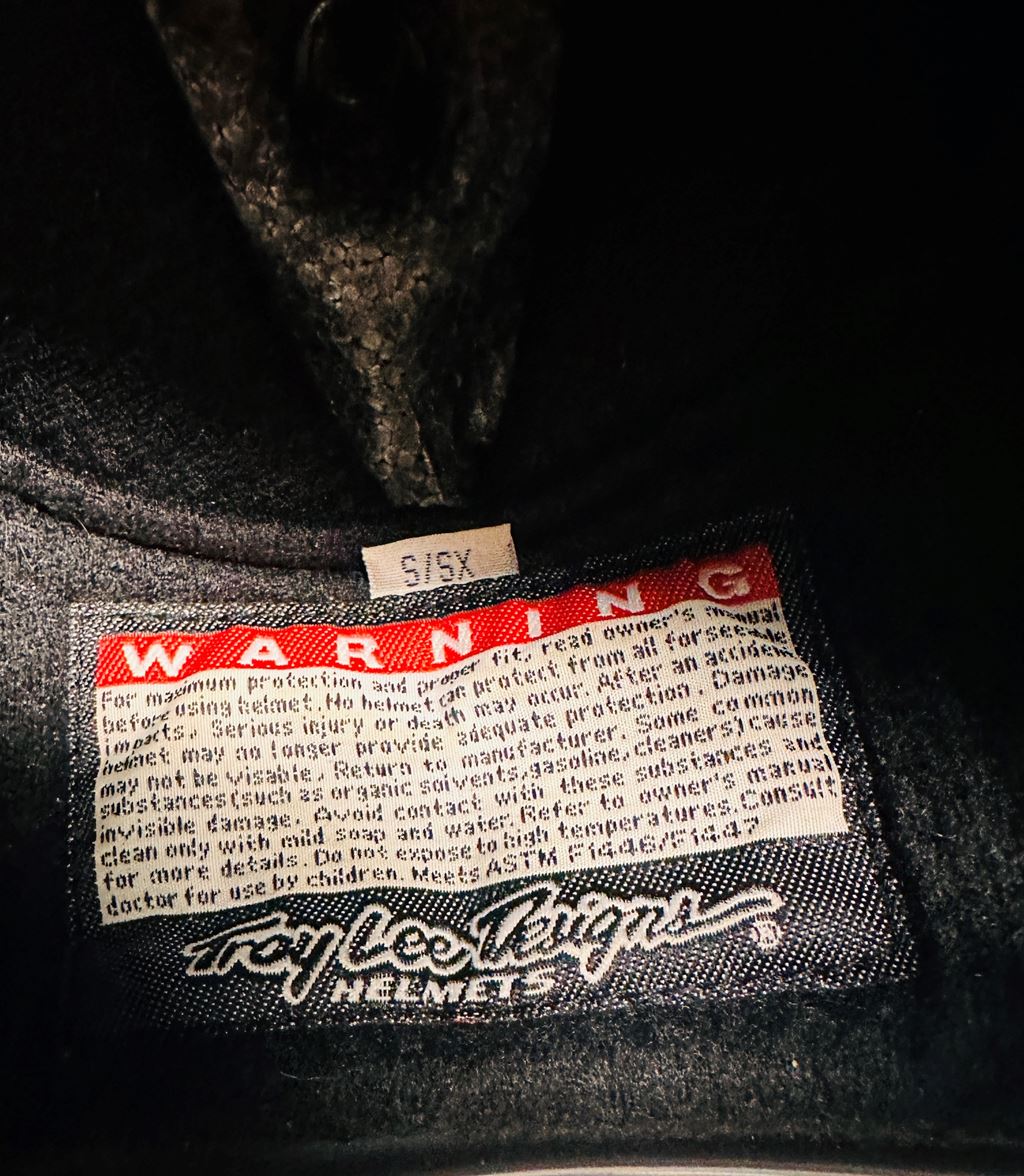 S/SX
WARNING
For maximum protection and proper fit, read owner's manual
before using helmet. No helmet can protect from all forseeable
impacts. Serious injury or death may occur. After an accident
helmet may no longer provide adequate protection. Damage
may not be visable. Return to manufacturer. Some common
substances(such as organic solvents,gasoline, cleaners) cause
invisible damage. Avoid contact with these substances and
clean only with mild soap and water. Refer to owner's manual
for more details. Do not expose to high temperatures. Consult
doctor for use by children. Meets ASTM F1446/F1447
Troy Lee Designs ®
HELMETS